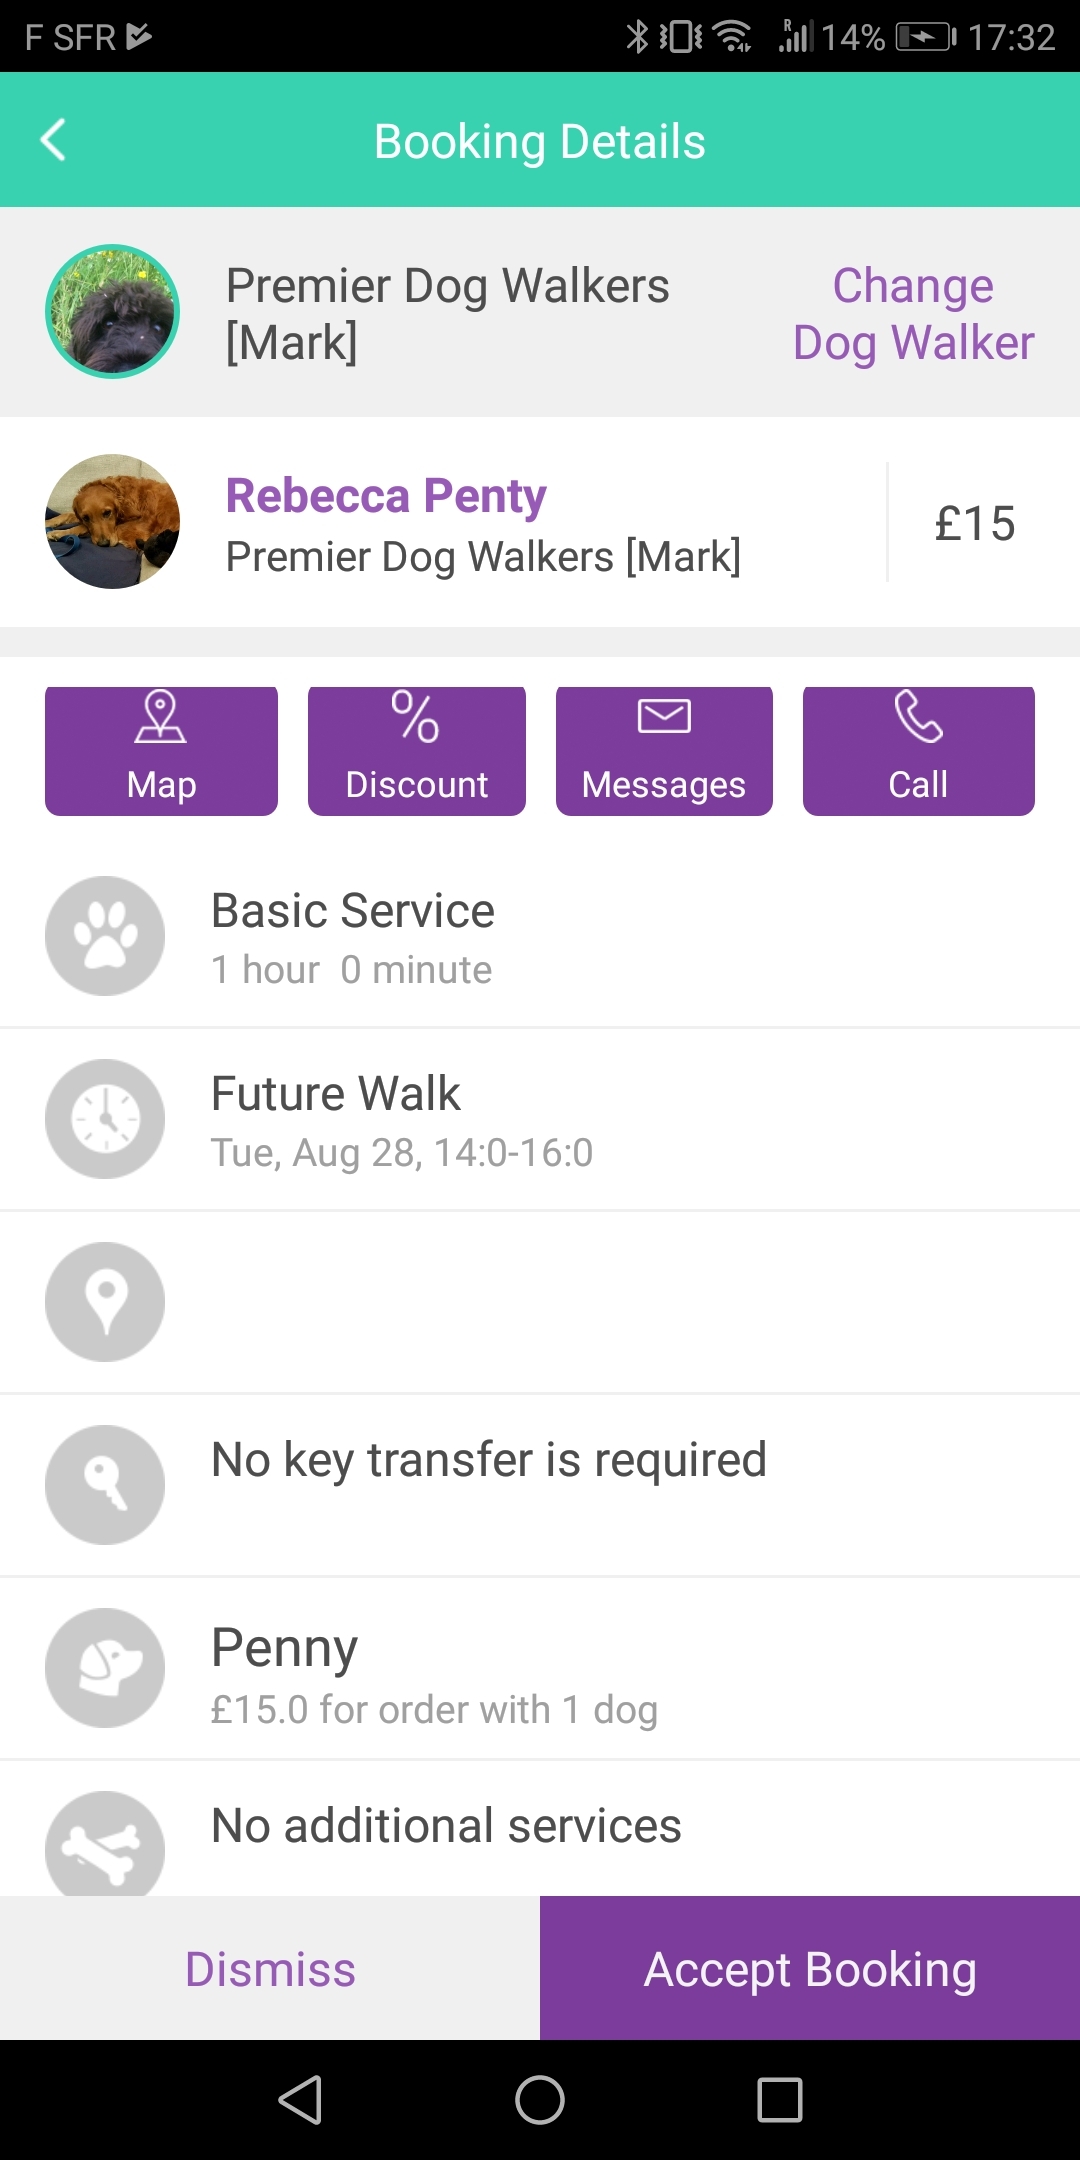 F SFR
14%
17:32
Booking Details
Premier Dog Walkers
[Mark]
Change
Dog Walker
Rebecca Penty
Premier Dog Walkers [Mark]
£15
Map
Discount
Messages
Call
Basic Service
1 hour  0 minute
Future Walk
Tue, Aug 28, 14:0-16:0
No key transfer is required
Penny
£15.0 for order with 1 dog
No additional services
Dismiss
Accept Booking